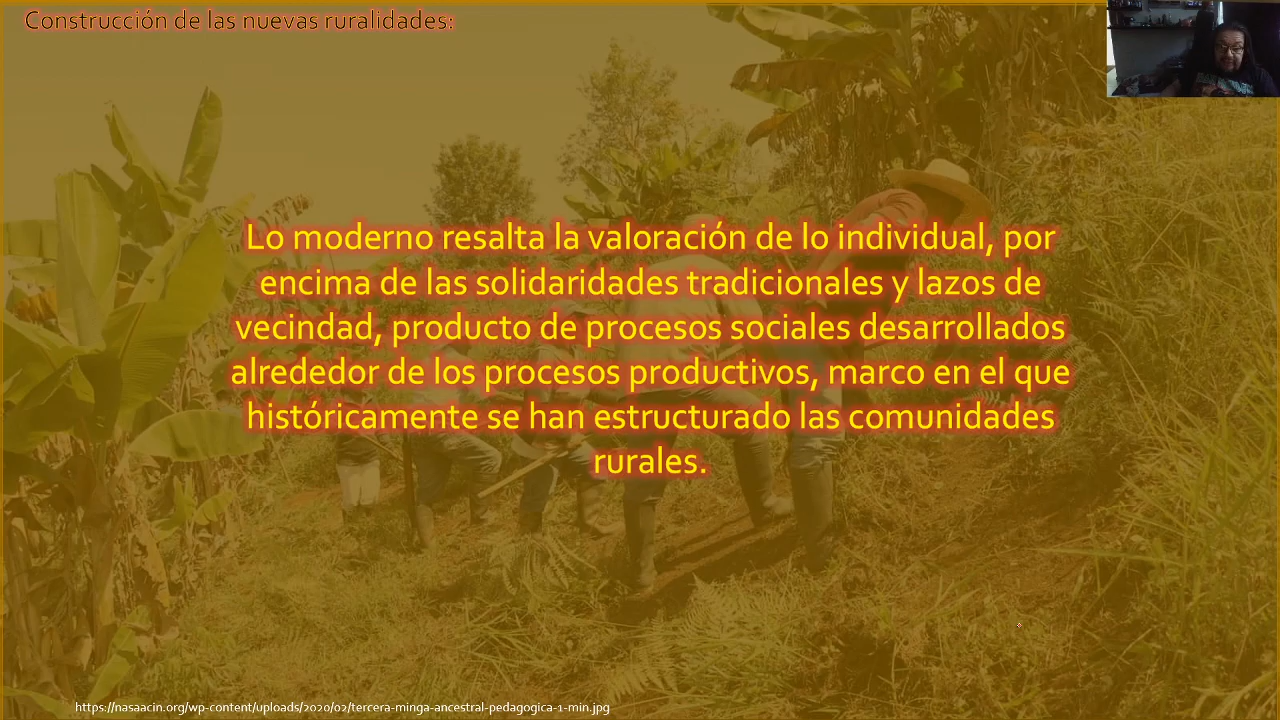 Construcción de las nuevas ruralidades:
Lo moderno resalta la valoración de lo individual, por
encima de las solidaridades tradicionales y lazos de
vecindad, producto de procesos sociales desarrollados
alrededor de los procesos productivos, marco en el que
históricamente se han estructurado las comunidades
rurales.
https://nasaacin.org/wp-content/uploads/2020/02/tercera-minga-ancestral-pedagogica-1-min.jpg